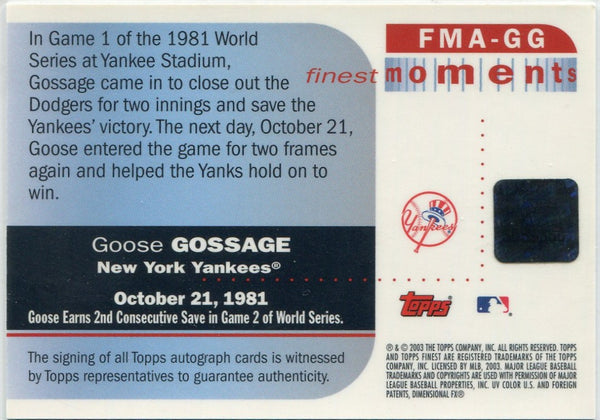 In Game 1 of the 1981 World
Series at Yankee Stadium,
Gossage came in to close out the
Dodgers for two innings and save the
Yankees' victory. The next day, October 21,
Goose entered the game for two frames
again and helped the Yanks hold on to
win.
FMA-GG
finest moments
Yankees
Goose GOSSAGE
New York Yankees®
October 21, 1981
Goose Earns 2nd Consecutive Save in Game 2 of World Series.
Topps
The signing of all Topps autograph cards is witnessed
by Topps representatives to guarantee authenticity.
® & © 2003 THE TOPPS COMPANY, INC. ALL RIGHTS RESERVED. TOPPS
AND TOPPS FINEST ARE REGISTERED TRADEMARKS OF THE TOPPS
COMPANY, INC. LICENSED BY MLB, 2003. MAJOR LEAGUE BASEBALL
TRADEMARKS AND COPYRIGHTS ARE USED WITH PERMISSION OF MAJOR
LEAGUE BASEBALL PROPERTIES, INC. UV COLOR U.S. AND FOREIGN
PATENTS, DIMENSIONAL FX®